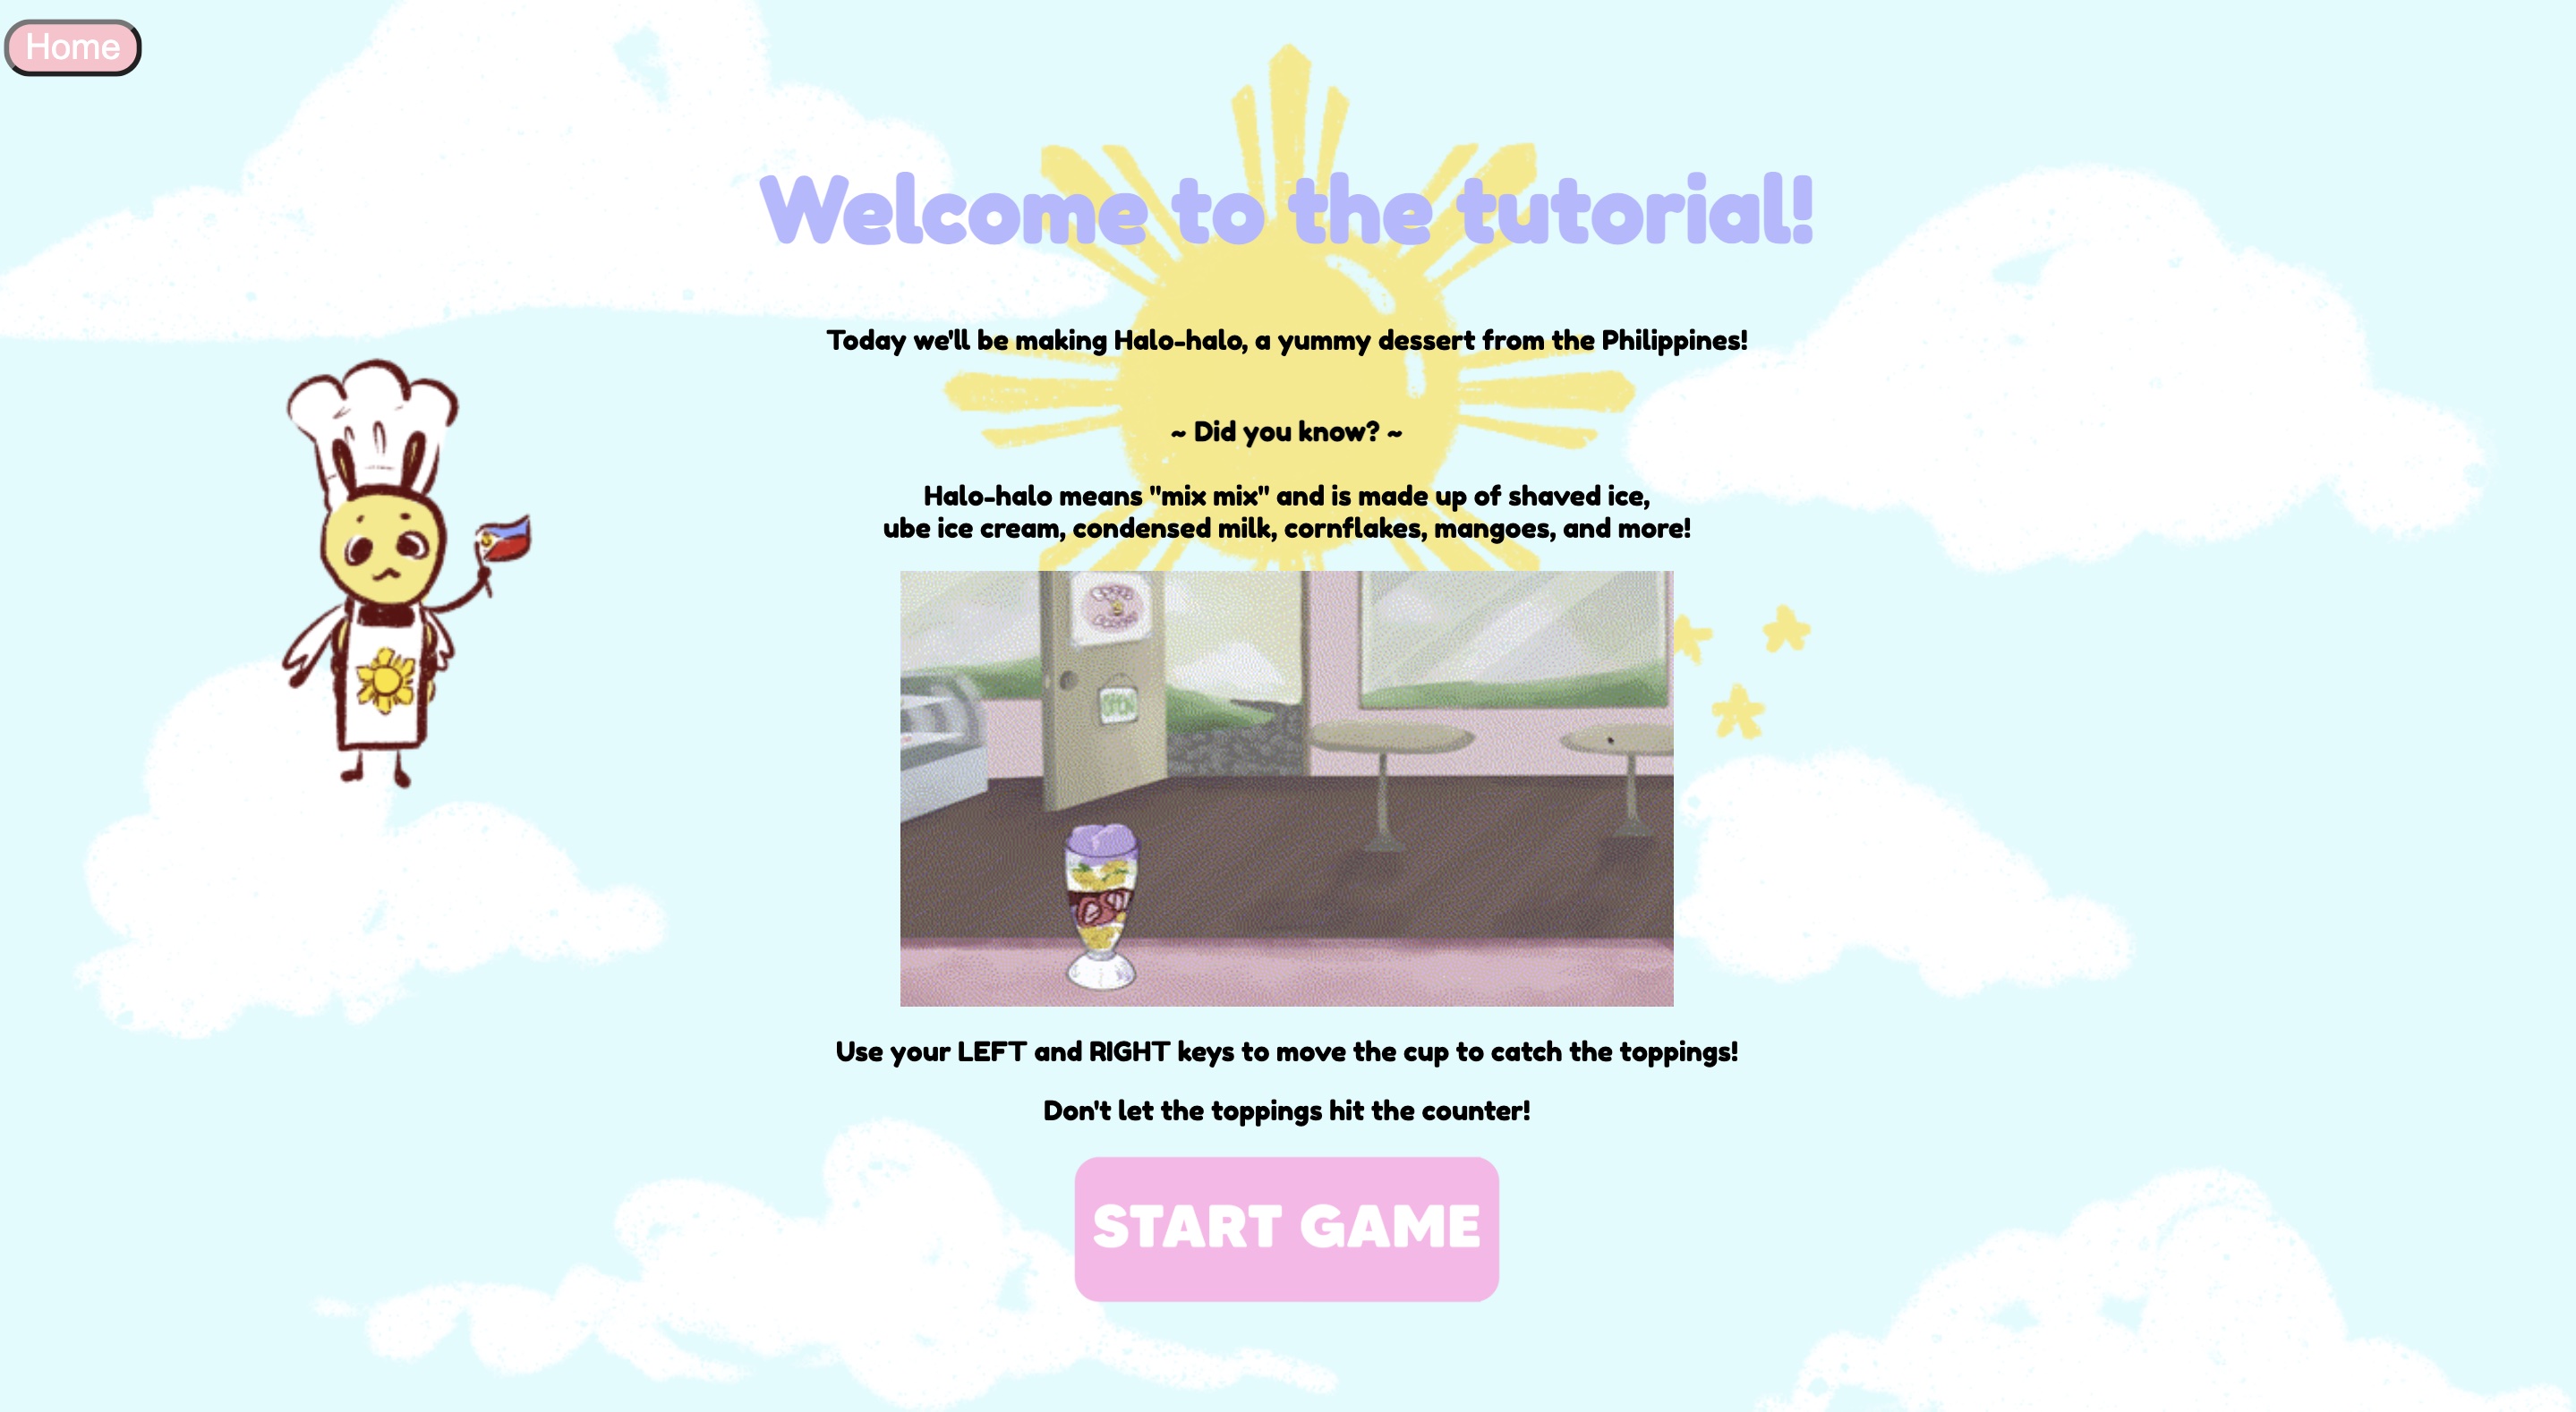 Home
Welcome to the tutorial!
Today we'll be making Halo-halo, a yummy dessert from the Philippines!
~ Did you know? ~
Halo-halo means "mix mix" and is made up of shaved ice,
ube ice cream, condensed milk, cornflakes, mangoes, and more!
OPEN
Use your LEFT and RIGHT keys to move the cup to catch the toppings!
Don't let the toppings hit the counter!
START GAME